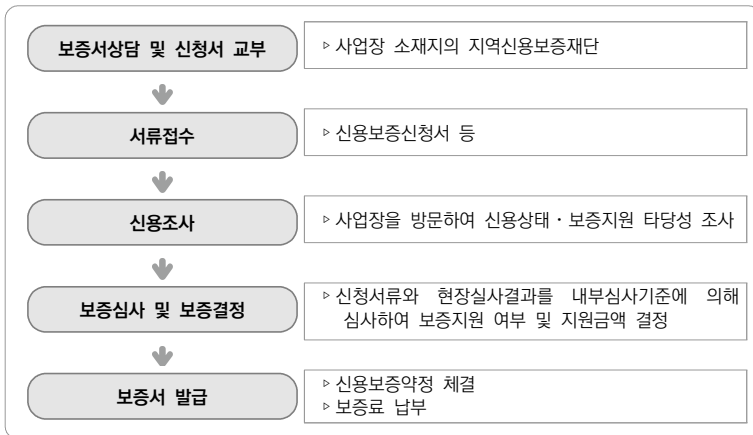 보증서상담 및 신청서 교부
▹사업장 소재지의 지역신용보증재단
서류접수
▹신용보증신청서 등
신용조사
▹사업장을 방문하여 신용상태・보증지원 타당성 조사
보증심사 및 보증결정
▹신청서류와 현장실사결과를 내부심사기준에 의해
심사하여 보증지원 여부 및 지원금액 결정
보증서 발급
▹신용보증약정 체결
▹보증료 납부